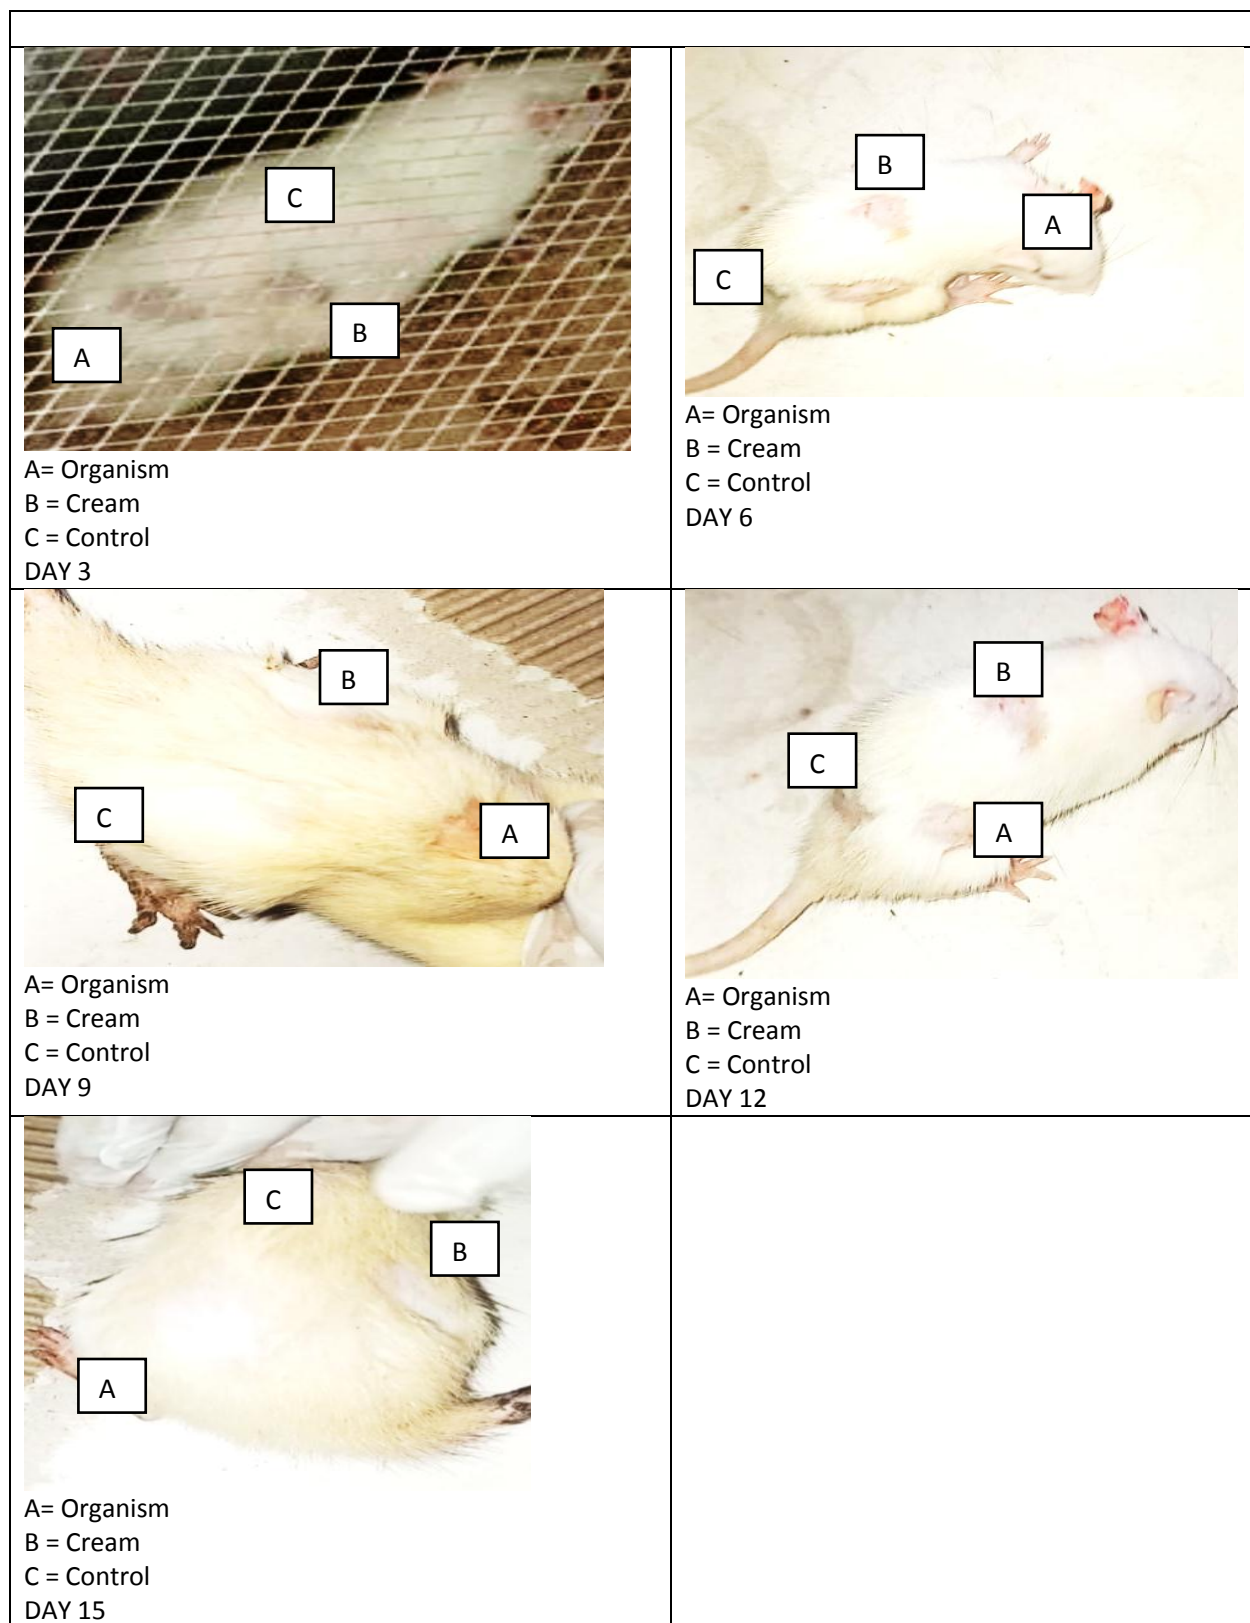 C
B
A
A= Organism
B = Cream
C = Control
DAY 3
B
A
C
A= Organism
B = Cream
C = Control
DAY 6
B
C
A
A= Organism
B = Cream
C = Control
DAY 9
B
C
A
A= Organism
B = Cream
C = Control
DAY 12
C
B
A
A= Organism
B = Cream
C = Control
DAY 15